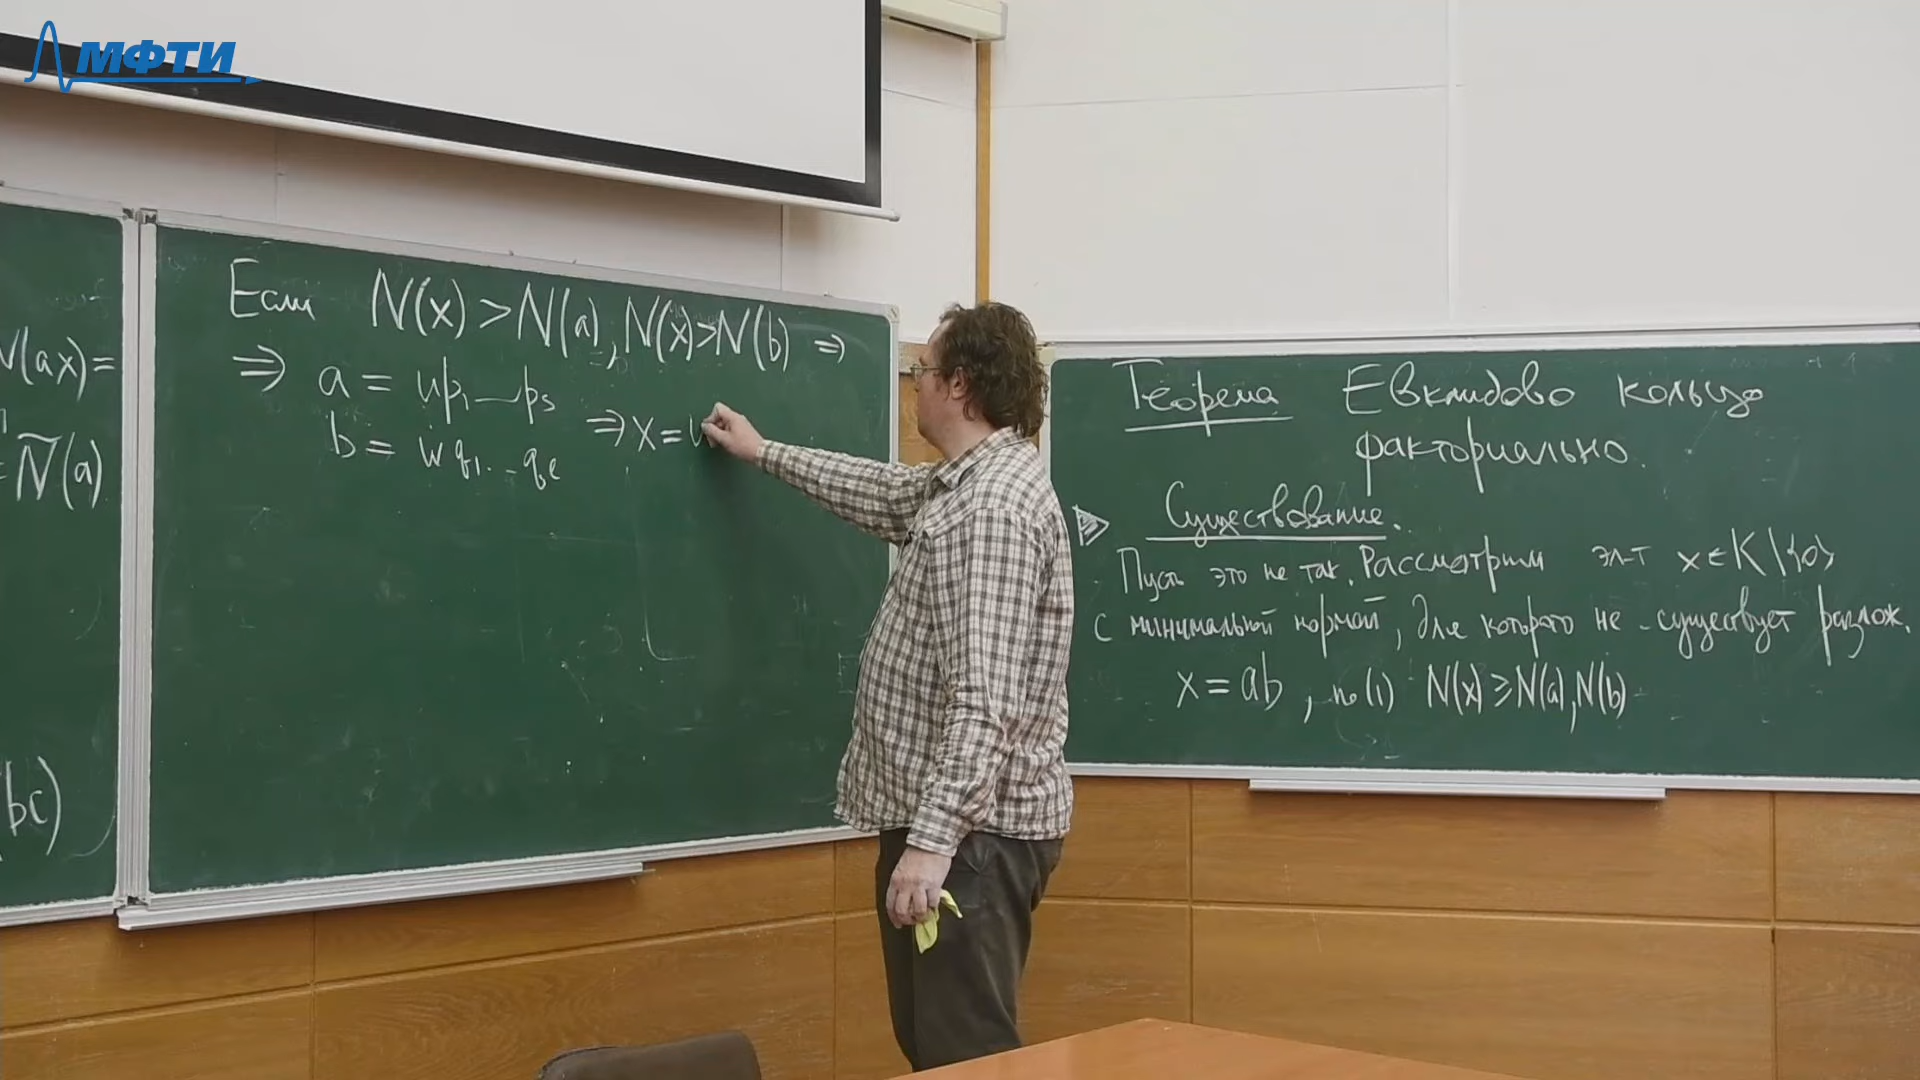 МФТИ
N(ax)=
Ñ(a)
(bc)
Если N(x) > N(a), N(x) > N(b) ⇒
⇒ a = up₁—pₛ
b = wq₁...qₑ
⇒ x = u
Теорема Евклидово кольцо
факториально.
Существование.
Пусть это не так. Рассмотрим эл-т x∈K\{0}
с минимальной нормой, для которого не существует разлож.
x = ab, по (1) N(x) ≥ N(a), N(b)